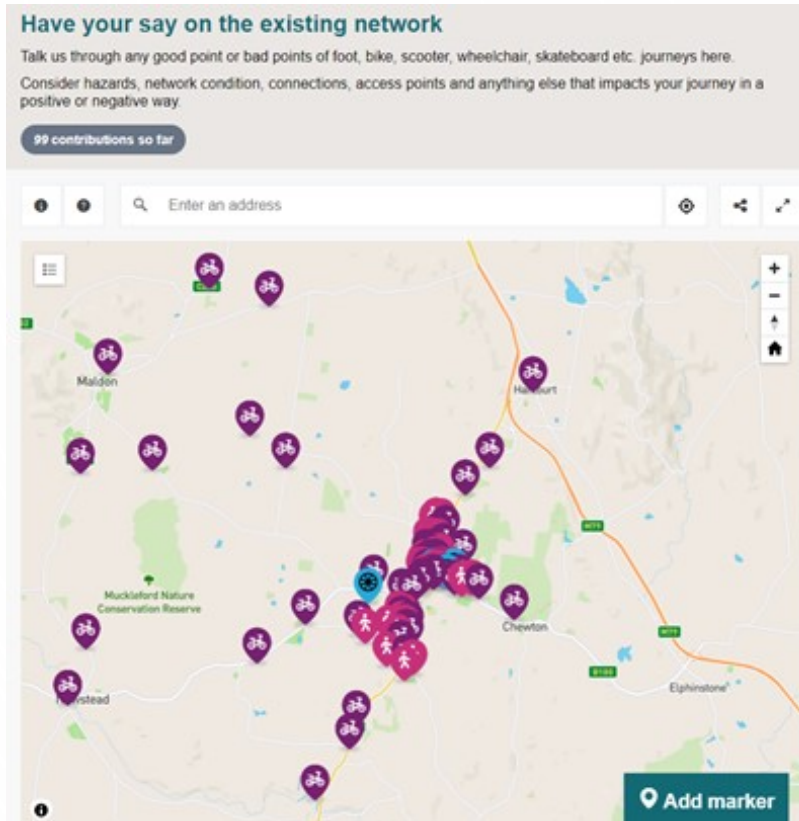 Have your say on the existing network
Talk us through any good point or bad points of foot, bike, scooter, wheelchair, skateboard etc. journeys here.
Consider hazards, network condition, connections, access points and anything else that impacts your journey in a
positive or negative way.
99 contributions so far
Enter an address
Maldon
Harcourt
M79
Muckleford Nature
Conservation Reserve
Chewton
M79
B180
Elphinstone
Add marker